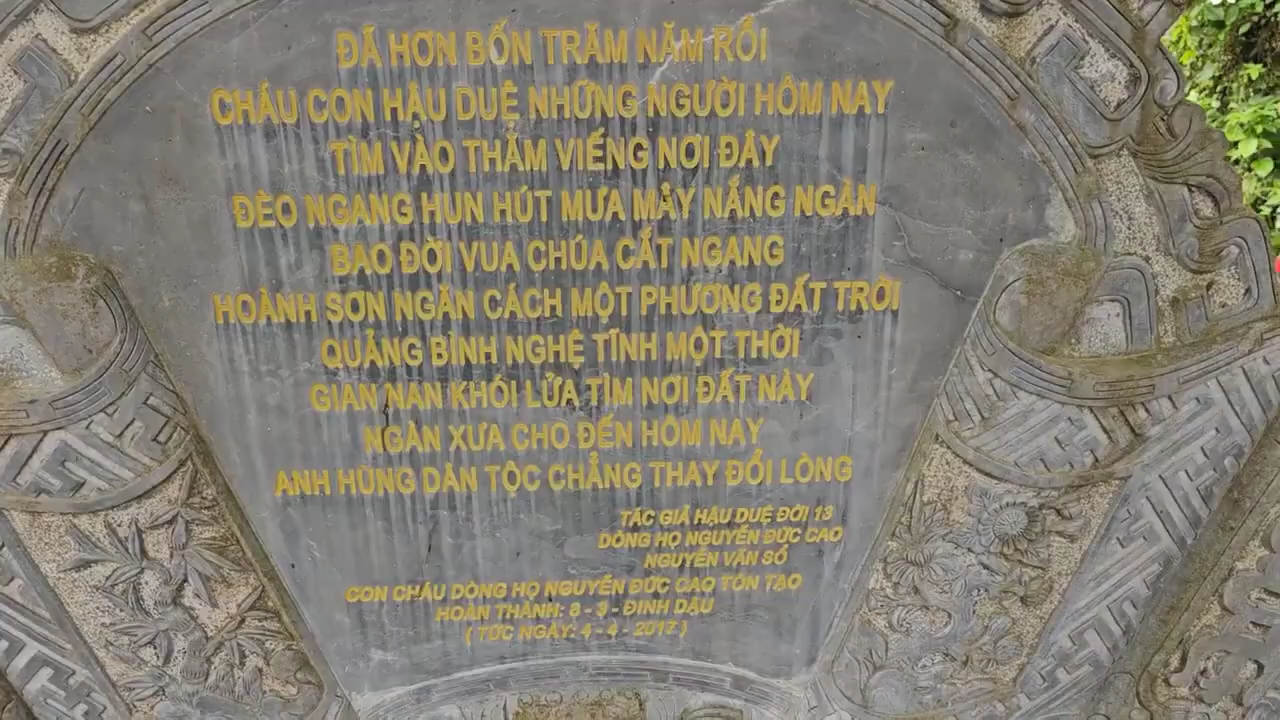 ĐÃ HƠN BỐN TRĂM NĂM RỒI
CHÁU CON HẬU DUỆ NHỮNG NGƯỜI HÔM NAY
TÌM VÀO THẮM VIẾNG NƠI ĐÂY
ĐÈO NGANG HUN HÚT MƯA MÂY NẮNG NGÀN
BAO ĐỜI VUA CHÚA CẮT NGANG
HOÀNH SƠN NGĂN CÁCH MỘT PHƯƠNG ĐẤT TRỜI
QUẢNG BÌNH NGHỆ TĨNH MỘT THỜI
GIAN NAN KHÓI LỬA TÌM NƠI ĐẤT NÀY
NGÀN XƯA CHO ĐẾN HÔM NAY
ANH HÙNG DÂN TỘC CHẲNG THAY ĐỔI LÒNG
TÁC GIẢ HẬU DUỆ ĐỜI 13
DÒNG HỌ NGUYỄN ĐỨC CAO
NGUYỄN VĂN SỔ
CON CHÁU DÒNG HỌ NGUYỄN ĐỨC CAO TÔN TẠO
HOÀN THÀNH: 8 - 3 - ĐINH DẬU
( TỨC NGÀY: 4 - 4 - 2017 )